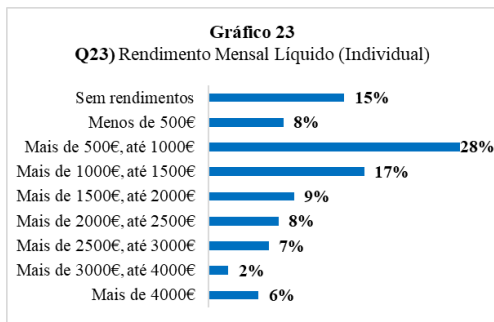 Gráfico 23
Q23) Rendimento Mensal Líquido (Individual)
Sem rendimentos 15%
Menos de 500€ 8%
Mais de 500€, até 1000€ 28%
Mais de 1000€, até 1500€ 17%
Mais de 1500€, até 2000€ 9%
Mais de 2000€, até 2500€ 8%
Mais de 2500€, até 3000€ 7%
Mais de 3000€, até 4000€ 2%
Mais de 4000€ 6%